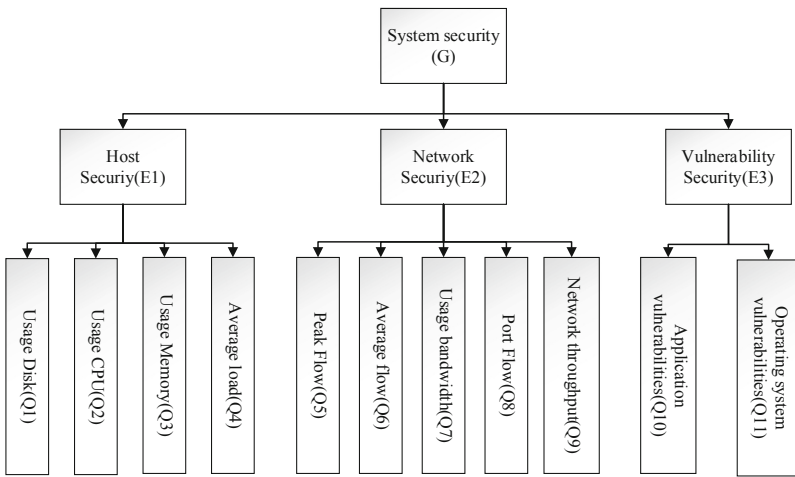 System security
(G)
Host
Securiy(E1)
Network
Securiy(E2)
Vulnerability
Security(E3)
Usage Disk(Q1)
Usage CPU(Q2)
Usage Memory(Q3)
Average load(Q4)
Peak Flow(Q5)
Average flow(Q6)
Usage bandwidth(Q7)
Port Flow(Q8)
Network throughput(Q9)
Application
vulnerabilities(Q10)
Operating system
vulnerabilities(Q11)